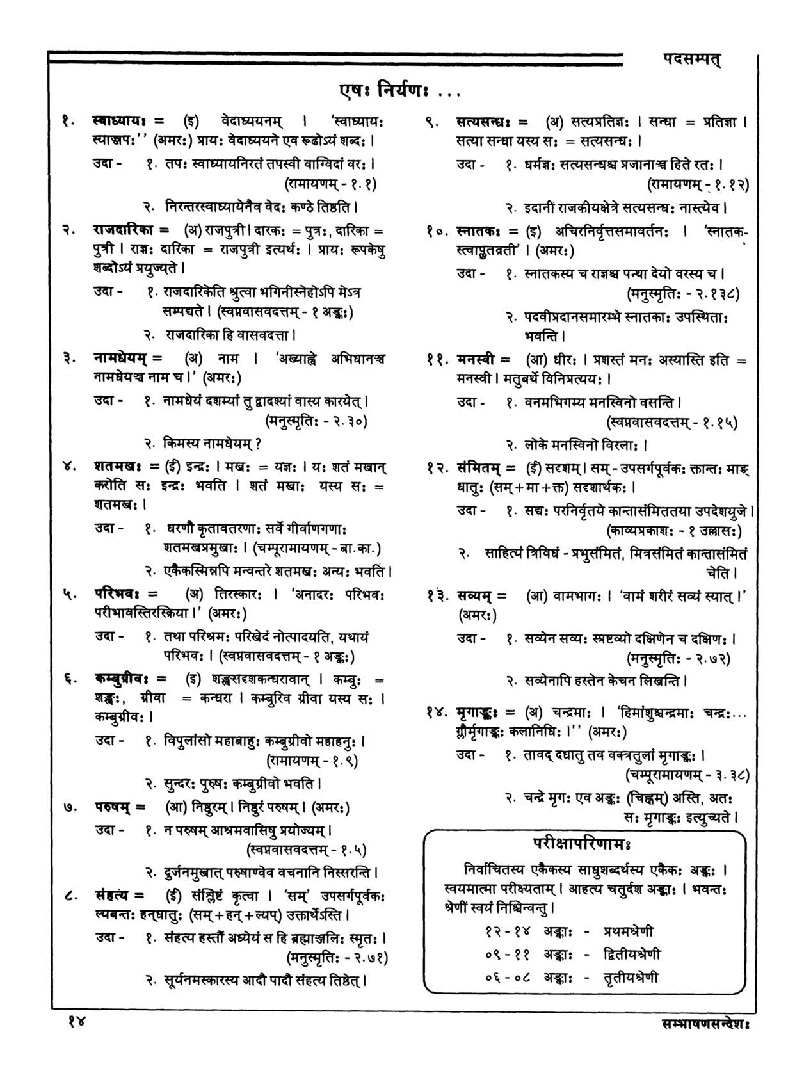 पदसम्पत्
एषः निर्यणः ...
१. स्वाध्यायः = (इ) वेदाध्ययनम् । 'स्वाध्यायः
स्याज्जपः'' (अमरः) प्रायः वेदाध्ययने एव रूढोऽयं शब्दः ।
उदा - १. तपः स्वाध्यायनिरतं तपस्वी वाग्विदां वरः ।
(रामायणम् - १.१)
२. निरन्तरस्वाध्यायेनैव वेदः कण्ठे तिष्ठति ।
२. राजदारिका = (अ) राजपुत्री । दारकः = पुत्रः, दारिका =
पुत्री । राज्ञः दारिका = राजपुत्री इत्यर्थः । प्रायः रूपकेषु
शब्दोऽयं प्रयुज्यते ।
उदा - १. राजदारिकेति श्रुत्वा भगिनीस्नेहोऽपि मेऽत्र
सम्पद्यते । (स्वप्नवासवदत्तम् - १ अङ्कः)
२. राजदारिका हि वासवदत्ता ।
३. नामधेयम् = (अ) नाम । 'अख्याह्वे अभिधानञ्च
नामधेयञ्च नाम च ।' (अमरः)
उदा - १. नामधेयं दशम्यां तु द्वादश्यां वास्य कारयेत् ।
(मनुस्मृतिः - २.३०)
२. किमस्य नामधेयम् ?
४. शतमखः = (ई) इन्द्रः । मखः = यज्ञः । यः शतं मखान्
करोति सः इन्द्रः भवति । शतं मखाः यस्य सः =
शतमखः ।
उदा - १. धरणौ कृतावतरणाः सर्वे गीर्वाणगणाः
शतमखप्रमुखाः । (चम्पूरामायणम् - बा.का.)
२. एकैकस्मिन्नपि मन्वन्तरे शतमखः अन्यः भवति ।
५. परिभवः = (अ) तिरस्कारः । 'अनादरः परिभवः
परीभावस्तिरस्क्रिया ।' (अमरः)
उदा - १. तथा परिश्रमः परिखेदं नोत्पादयति, यथायं
परिभवः । (स्वप्नवासवदत्तम् - १ अङ्कः)
६. कम्बुग्रीवः = (इ) शङ्खसदृशकन्धरावान् । कम्बुः =
शङ्खः, ग्रीवा = कन्धरा । कम्बुरिव ग्रीवा यस्य सः ।
कम्बुग्रीवः ।
उदा - १. विपुलांसो महाबाहुः कम्बुग्रीवो महाहनुः ।
(रामायणम् - १.९)
२. सुन्दरः पुरुषः कम्बुग्रीवो भवति ।
७. परुषम् = (आ) निष्ठुरम् । निष्ठुरं परुषम् । (अमरः)
उदा - १. न परुषम् आश्रमवासिषु प्रयोज्यम् ।
(स्वप्नवासवदत्तम् - १.५)
२. दुर्जनमुखात् परुषाण्येव वचनानि निस्सरन्ति ।
८. संहत्य = (ई) संश्लिष्टं कृत्वा । 'सम्' उपसर्गपूर्वकः
ल्यबन्तः हन्धातुः (सम् + हन् + ल्यप्) उक्तार्थेऽस्ति ।
उदा - १. संहत्य हस्तौ अध्येयं स हि ब्रह्माञ्जलिः स्मृतः ।
(मनुस्मृतिः - २.७१)
२. सूर्यनमस्कारस्य आदौ पादौ संहत्य तिष्ठेत् ।
९. सत्यसन्धः = (अ) सत्यप्रतिज्ञः । सन्धा = प्रतिज्ञा ।
सत्या सन्धा यस्य सः = सत्यसन्धः ।
उदा - १. धर्मज्ञः सत्यसन्धश्च प्रजानाञ्च हिते रतः ।
(रामायणम् - १.१२)
२. इदानीं राजकीयक्षेत्रे सत्यसन्धः नास्त्येव ।
१०. स्नातकः = (इ) अचिरनिर्वृत्तसमावर्तनः । 'स्नातक-
स्त्वाप्लुतव्रती' । (अमरः)
उदा - १. स्नातकस्य च राज्ञश्च पन्था देयो वरस्य च ।
(मनुस्मृतिः - २.१३८)
२. पदवीप्रदानसमारम्भे स्नातकाः उपस्थिताः
भवन्ति ।
११. मनस्वी = (आ) धीरः । प्रशस्तं मनः अस्यास्ति इति =
मनस्वी । मतुबर्थे विनिप्रत्ययः ।
उदा - १. वनमभिगम्य मनस्विनो वसन्ति ।
(स्वप्नवासवदत्तम् - १.१५)
२. लोके मनस्विनो विरलाः ।
१२. संमितम् = (ई) सदृशम् । सम् - उपसर्गपूर्वकः क्तान्तः माङ्
धातुः (सम् + मा + क्त) सदृशार्थकः ।
उदा - १. सद्यः परनिर्वृतये कान्तासंमिततया उपदेशयुजे ।
(काव्यप्रकाशः - १ उल्लासः)
२. साहित्यं त्रिविधं - प्रभुसंमितं, मित्रसंमितं कान्तासंमितं
चेति ।
१३. सव्यम् = (आ) वामभागः । 'वामं शरीरं सव्यं स्यात् ।'
(अमरः)
उदा - १. सव्येन सव्यः स्प्रष्टव्यो दक्षिणेन च दक्षिणः ।
(मनुस्मृतिः - २.७२)
२. सव्येनापि हस्तेन केचन लिखन्ति ।
१४. मृगाङ्कः = (अ) चन्द्रमाः । 'हिमांशुश्चन्द्रमाः चन्द्रः...
ग्लौर्मृगाङ्कः कलानिधिः ।'' (अमरः)
उदा - १. तावद् दधातु तव वक्त्रतुलां मृगाङ्कः ।
(चम्पूरामायणम् - ३.३८)
२. चन्द्रे मृगः एव अङ्कः (चिह्नम्) अस्ति, अतः
सः मृगाङ्कः इत्युच्यते ।
परीक्षापरिणामः
निर्वाचितस्य एकैकस्य साधुशब्दर्थस्य एकैकः अङ्कः ।
स्वयमात्मा परीक्ष्यताम् । आहत्य चतुर्दश अङ्काः । भवन्तः
श्रेणीं स्वयं निश्चिन्वन्तु ।
१२ - १४ अङ्काः - प्रथमश्रेणी
०९ - ११ अङ्काः - द्वितीयश्रेणी
०६ - ०८ अङ्काः - तृतीयश्रेणी
१४
सम्भाषणसन्देशः